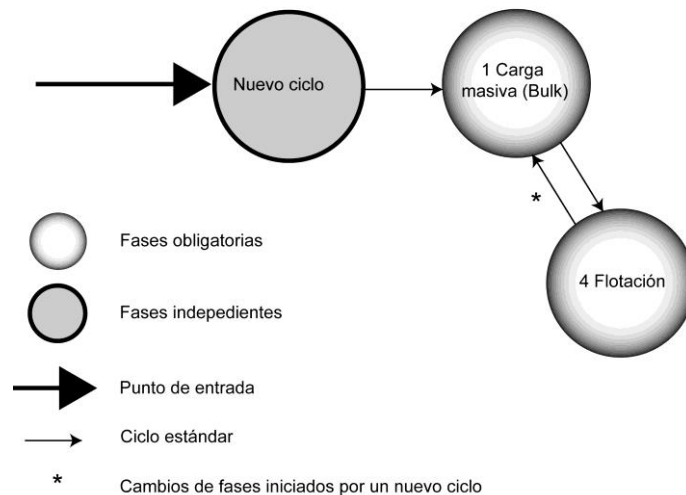 Nuevo ciclo
1 Carga
masiva (Bulk)
*
4 Flotación
Fases obligatorias
Fases indepedientes
Punto de entrada
Ciclo estándar
* Cambios de fases iniciados por un nuevo ciclo